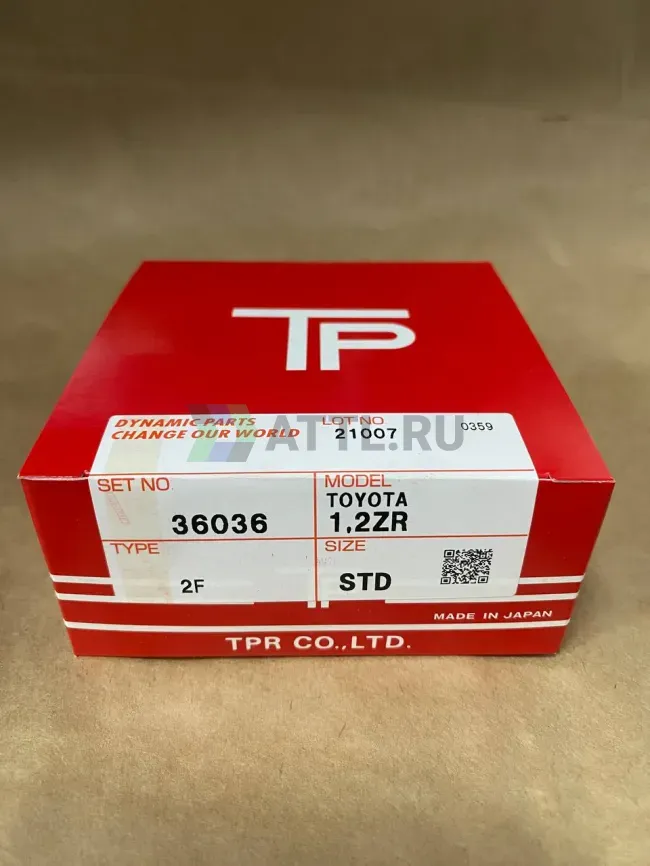 TP
DYNAMIC PARTS
CHANGE OUR WORLD
LOT NO
21007
0359
ATTE.RU
SET NO.
36036
MODEL
TOYOTA
1,2ZR
TYPE
2F
SIZE
STD
MADE IN JAPAN
TPR CO.,LTD.